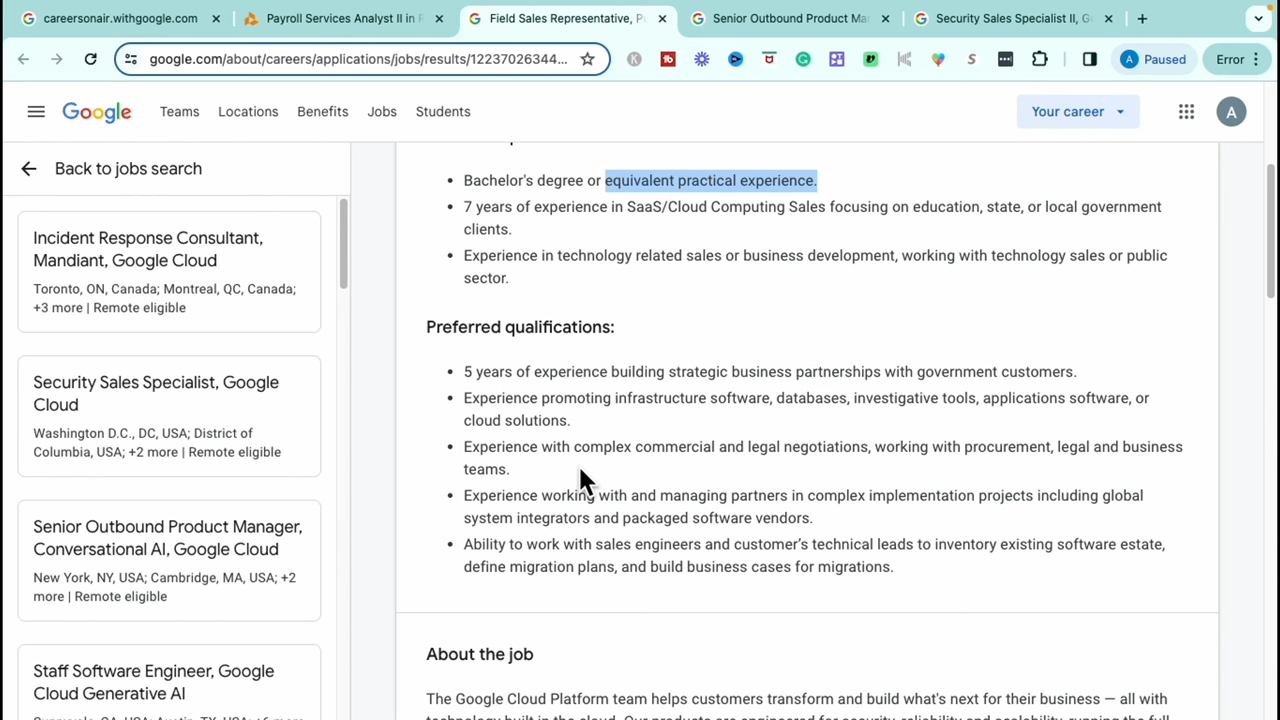 careersonair.withgoogle.com
Payroll Services Analyst II in R
Field Sales Representative, Pu
Senior Outbound Product Ma
Security Sales Specialist II, G
google.com/about/careers/applications/jobs/results/12237026344...
Paused
Error
Google
Teams
Locations
Benefits
Jobs
Students
Your career
A
Back to jobs search
Incident Response Consultant,
Mandiant, Google Cloud
Toronto, ON, Canada; Montreal, QC, Canada;
+3 more | Remote eligible
Security Sales Specialist, Google
Cloud
Washington D.C., DC, USA; District of
Columbia, USA; +2 more | Remote eligible
Senior Outbound Product Manager,
Conversational AI, Google Cloud
New York, NY, USA; Cambridge, MA, USA; +2
more | Remote eligible
Staff Software Engineer, Google
Cloud Generative AI
• Bachelor's degree or equivalent practical experience.
• 7 years of experience in SaaS/Cloud Computing Sales focusing on education, state, or local government
clients.
• Experience in technology related sales or business development, working with technology sales or public
sector.
Preferred qualifications:
• 5 years of experience building strategic business partnerships with government customers.
• Experience promoting infrastructure software, databases, investigative tools, applications software, or
cloud solutions.
• Experience with complex commercial and legal negotiations, working with procurement, legal and business
teams.
• Experience working with and managing partners in complex implementation projects including global
system integrators and packaged software vendors.
• Ability to work with sales engineers and customer's technical leads to inventory existing software estate,
define migration plans, and build business cases for migrations.
About the job
The Google Cloud Platform team helps customers transform and build what's next for their business — all with